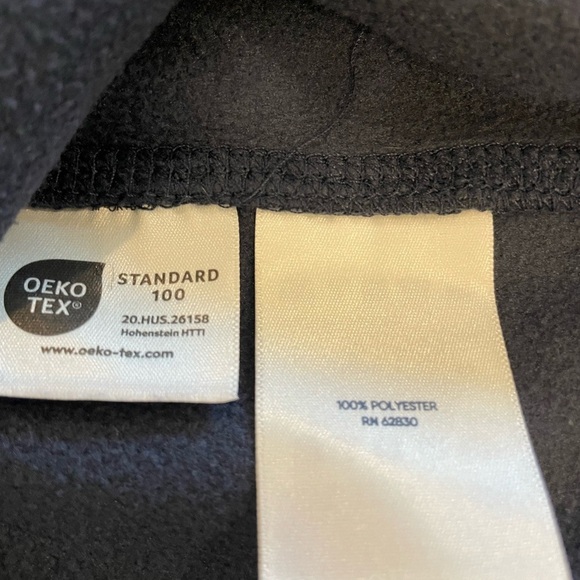 OEKO
TEX®
STANDARD
100
20.HUS.26158
Hohenstein HTTI
www.oeko-tex.com
100% POLYESTER
RN 62830